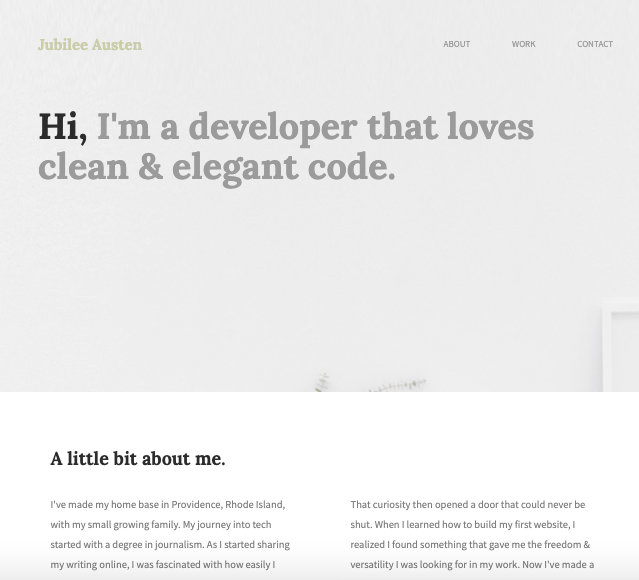 Jubilee Austen
ABOUT WORK CONTACT
Hi, I'm a developer that loves
clean & elegant code.
A little bit about me.
I've made my home base in Providence, Rhode Island,
with my small growing family. My journey into tech
started with a degree in journalism. As I started sharing
my writing online, I was fascinated with how easily I
That curiosity then opened a door that could never be
shut. When I learned how to build my first website, I
realized I found something that gave me the freedom &
versatility I was looking for in my work. Now I've made a